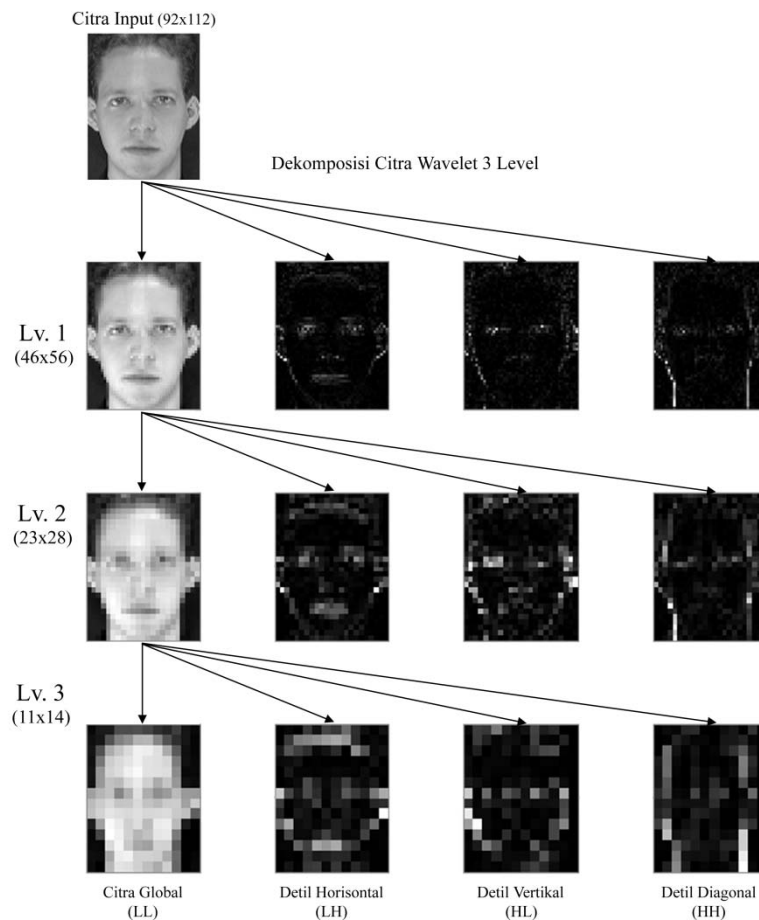 Citra Input (92x112)
Dekomposisi Citra Wavelet 3 Level
Lv. 1
(46x56)
Lv. 2
(23x28)
Lv. 3
(11x14)
Citra Global
(LL)
Detil Horisontal
(LH)
Detil Vertikal
(HL)
Detil Diagonal
(HH)